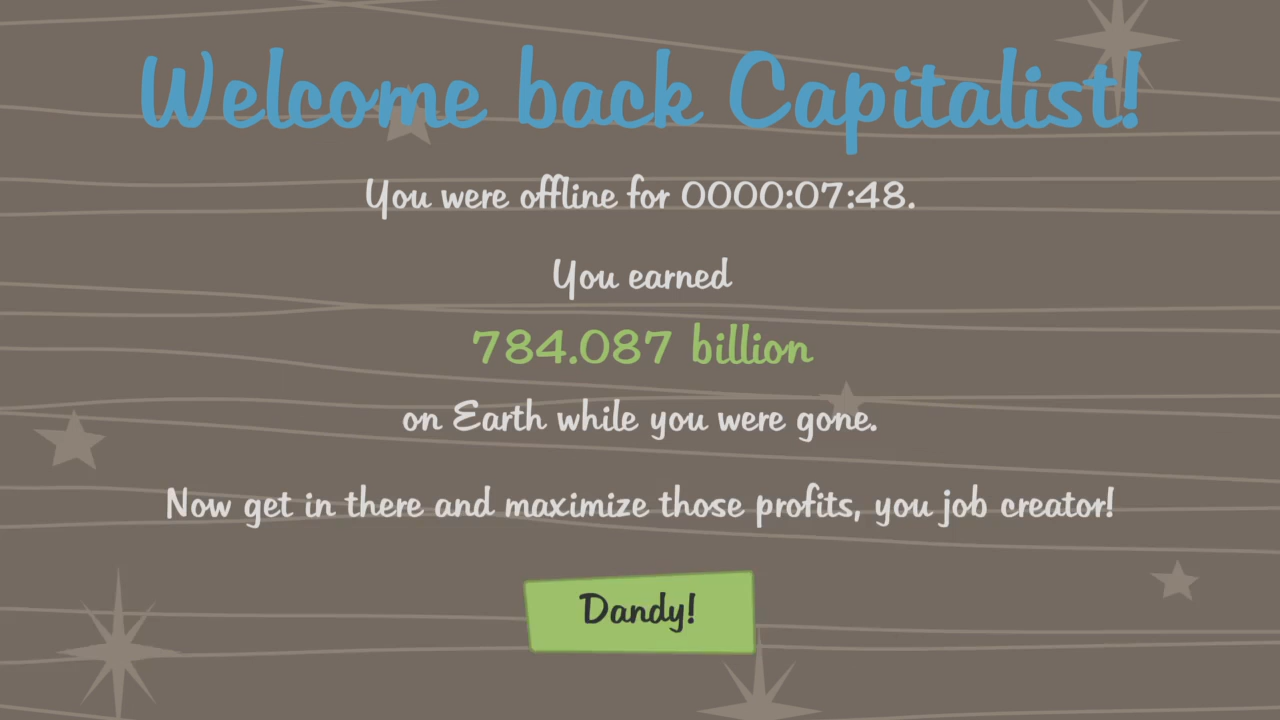 Welcome back Capitalist!
You were offline for 0000:07:48.
You earned
784.087 billion
on Earth while you were gone.
Now get in there and maximize those profits, you job creator!
Dandy!